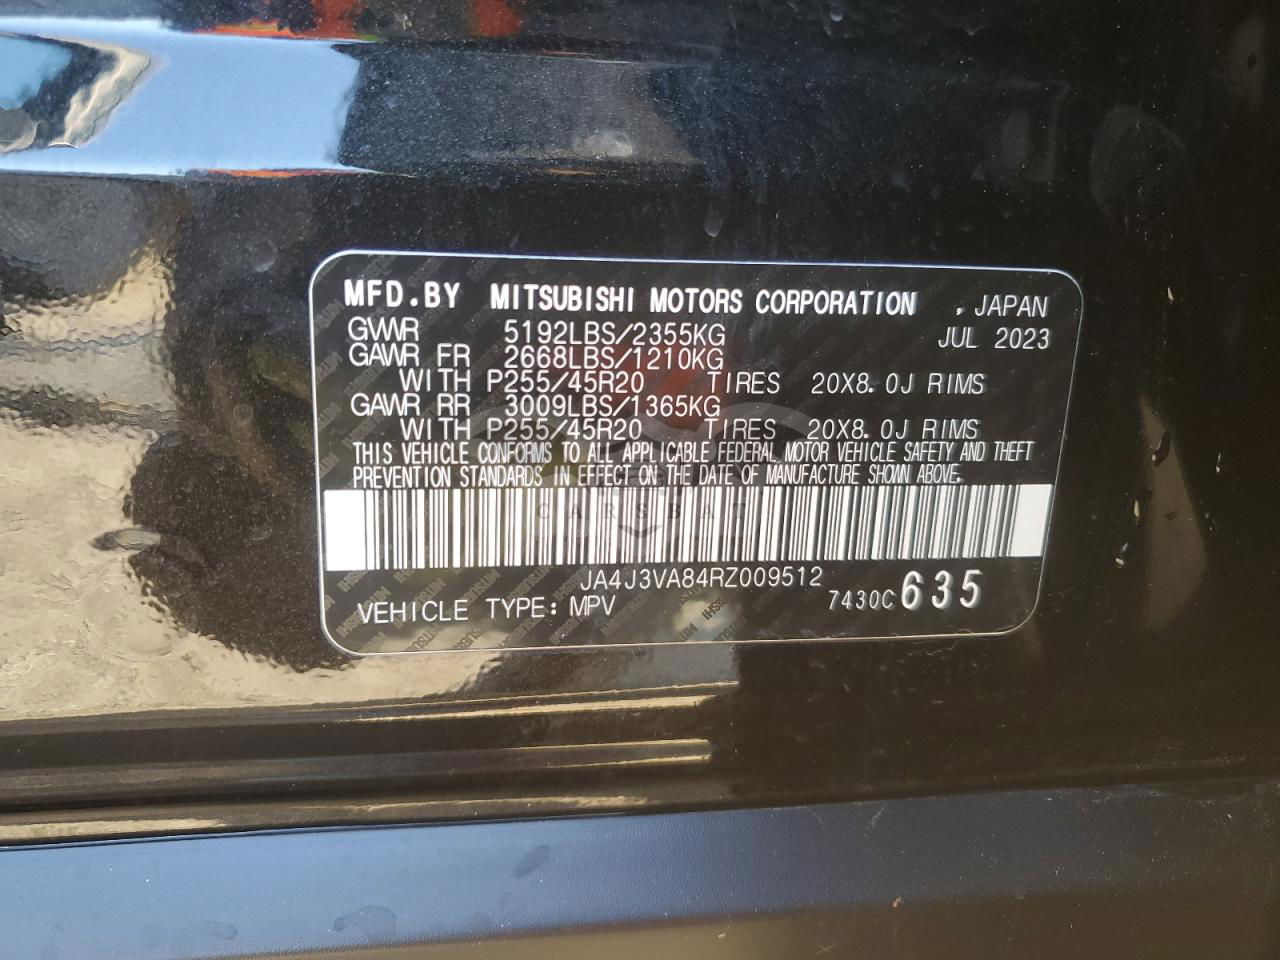 MFD.BY MITSUBISHI MOTORS CORPORATION , JAPAN
GVWR 5192LBS/2355KG JUL 2023
GAWR FR 2668LBS/1210KG
WITH P255/45R20 TIRES 20X8.0J RIMS
GAWR RR 3009LBS/1365KG
WITH P255/45R20 TIRES 20X8.0J RIMS
THIS VEHICLE CONFORMS TO ALL APPLICABLE FEDERAL MOTOR VEHICLE SAFETY AND THEFT
PREVENTION STANDARDS IN EFFECT ON THE DATE OF MANUFACTURE SHOWN ABOVE.
CARSBAT
JA4J3VA84RZ009512
VEHICLE TYPE: MPV 7430C 635